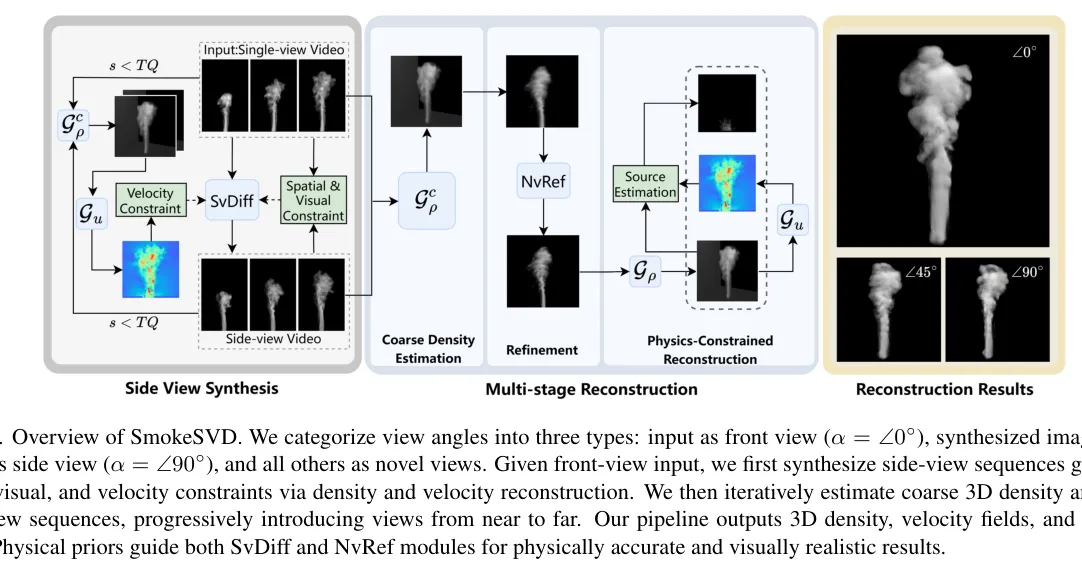 Input:Single-view Video
s < TQ
𝒢ρᶜ
𝒢u
Velocity
Constraint
SvDiff
Spatial &
Visual
Constraint
s < TQ
Side-view Video
Side View Synthesis
𝒢ρᶜ
Coarse Density
Estimation
NvRef
Refinement
𝒢ρ
Source
Estimation
𝒢u
Physics-Constrained
Reconstruction
Multi-stage Reconstruction
∠0°
∠45°
∠90°
Reconstruction Results
. Overview of SmokeSVD. We categorize view angles into three types: input as front view (α = ∠0°), synthesized imag
s side view (α = ∠90°), and all others as novel views. Given front-view input, we first synthesize side-view sequences g
visual, and velocity constraints via density and velocity reconstruction. We then iteratively estimate coarse 3D density a
ew sequences, progressively introducing views from near to far. Our pipeline outputs 3D density, velocity fields, and
Physical priors guide both SvDiff and NvRef modules for physically accurate and visually realistic results.